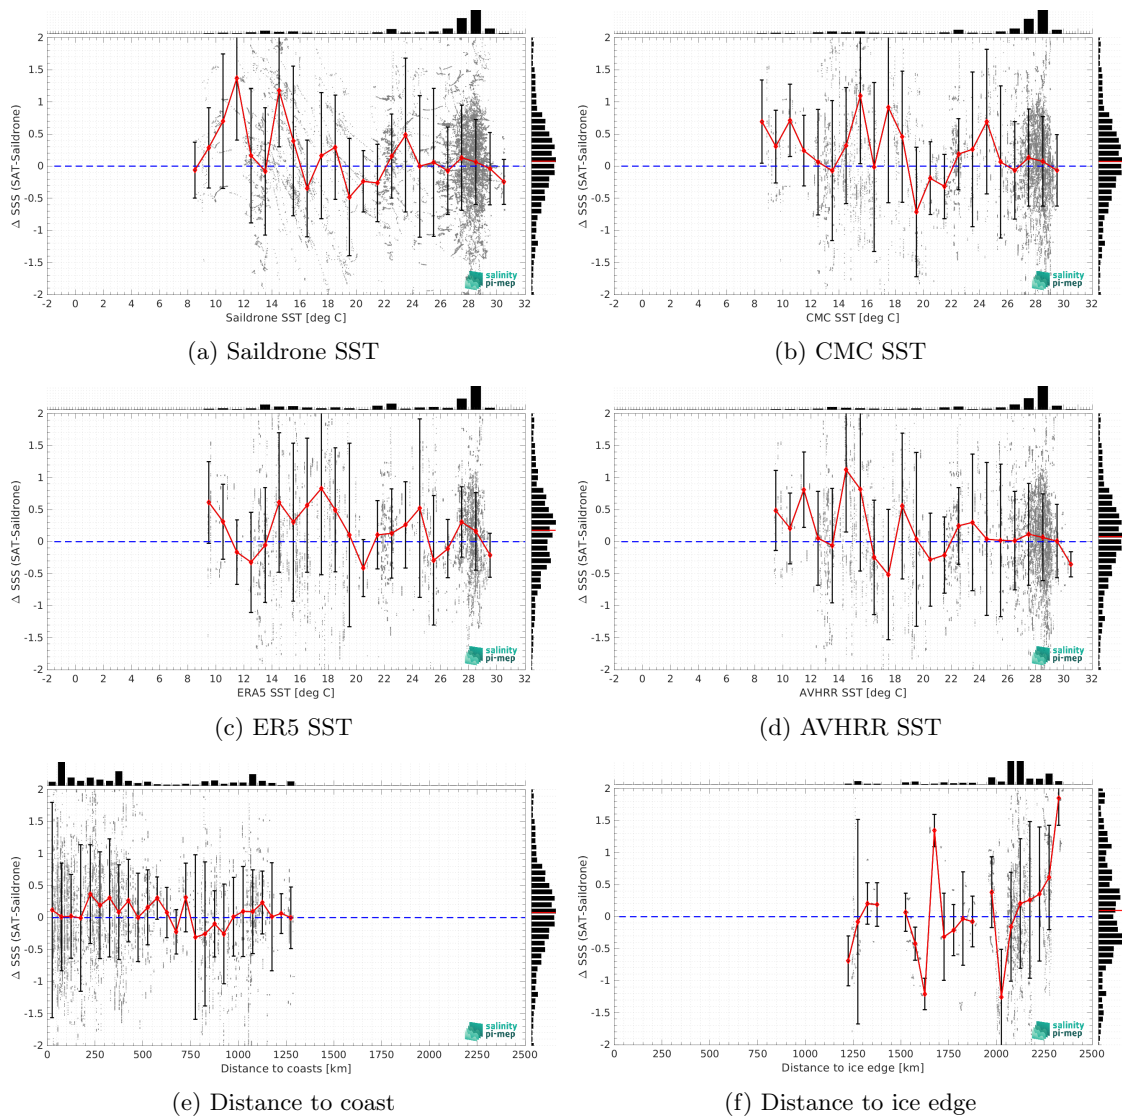 2
1.5
1
0.5
0
-0.5
-1
-1.5
-2
Δ SSS (SAT-Saildrone)
salinity
pi-mep
-2 0 2 4 6 8 10 12 14 16 18 20 22 24 26 28 30 32
Saildrone SST [deg C]
(a) Saildrone SST
2
1.5
1
0.5
0
-0.5
-1
-1.5
-2
Δ SSS (SAT-Saildrone)
salinity
pi-mep
-2 0 2 4 6 8 10 12 14 16 18 20 22 24 26 28 30 32
CMC SST [deg C]
(b) CMC SST
2
1.5
1
0.5
0
-0.5
-1
-1.5
-2
Δ SSS (SAT-Saildrone)
salinity
pi-mep
-2 0 2 4 6 8 10 12 14 16 18 20 22 24 26 28 30 32
ERA5 SST [deg C]
(c) ER5 SST
2
1.5
1
0.5
0
-0.5
-1
-1.5
-2
Δ SSS (SAT-Saildrone)
salinity
pi-mep
-2 0 2 4 6 8 10 12 14 16 18 20 22 24 26 28 30 32
AVHRR SST [deg C]
(d) AVHRR SST
2
1.5
1
0.5
0
-0.5
-1
-1.5
-2
Δ SSS (SAT-Saildrone)
salinity
pi-mep
0 250 500 750 1000 1250 1500 1750 2000 2250 2500
Distance to coasts [km]
(e) Distance to coast
2
1.5
1
0.5
0
-0.5
-1
-1.5
-2
Δ SSS (SAT-Saildrone)
salinity
pi-mep
0 250 500 750 1000 1250 1500 1750 2000 2250 2500
Distance to ice edge [km]
(f) Distance to ice edge